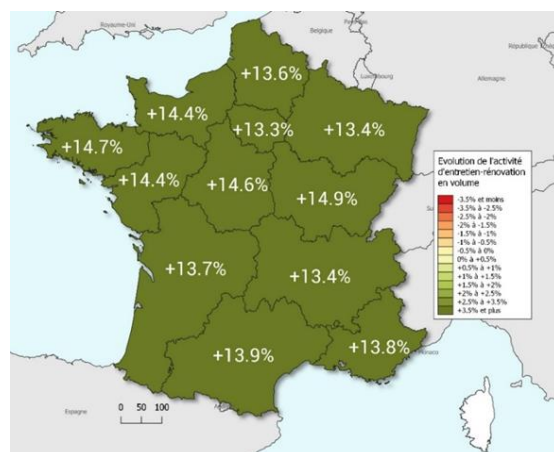 Royaume-Uni
Belgique
Luxembourg
Allemagne
+13.6%
+14.4%
+13.3%
+13.4%
+14.7%
+14.4%
+14.6%
+14.9%
+13.7%
+13.4%
+13.9%
+13.8%
Monaco
Espagne
0 50 100
Evolution de l'activité
d'entretien-rénovation
en volume
-3.5% et moins
-3.5% à -2.5%
-2.5% à -2%
-2% à -1.5%
-1.5% à -1%
-1% à -0.5%
-0.5% à 0%
0% à +0.5%
+0.5% à +1%
+1% à +1.5%
+1.5% à +2%
+2% à +2.5%
+2.5% à +3.5%
+3.5% et plus